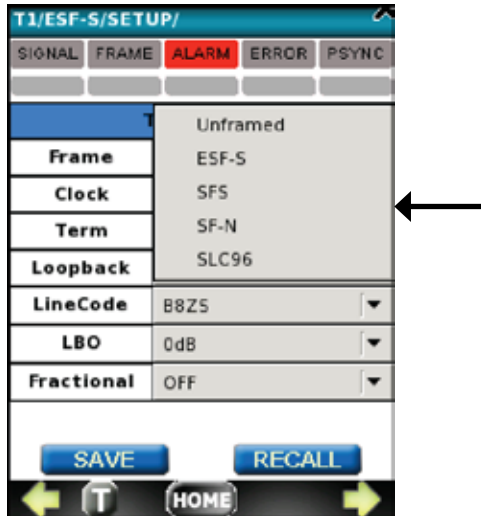 T1/ESF-S/SETUP/
SIGNAL FRAME ALARM ERROR PSYNC
T
Unframed
Frame ESF-S
Clock SFS
Term SF-N
Loopback SLC96
LineCode B8ZS
LBO 0dB
Fractional OFF
SAVE RECALL
T HOME